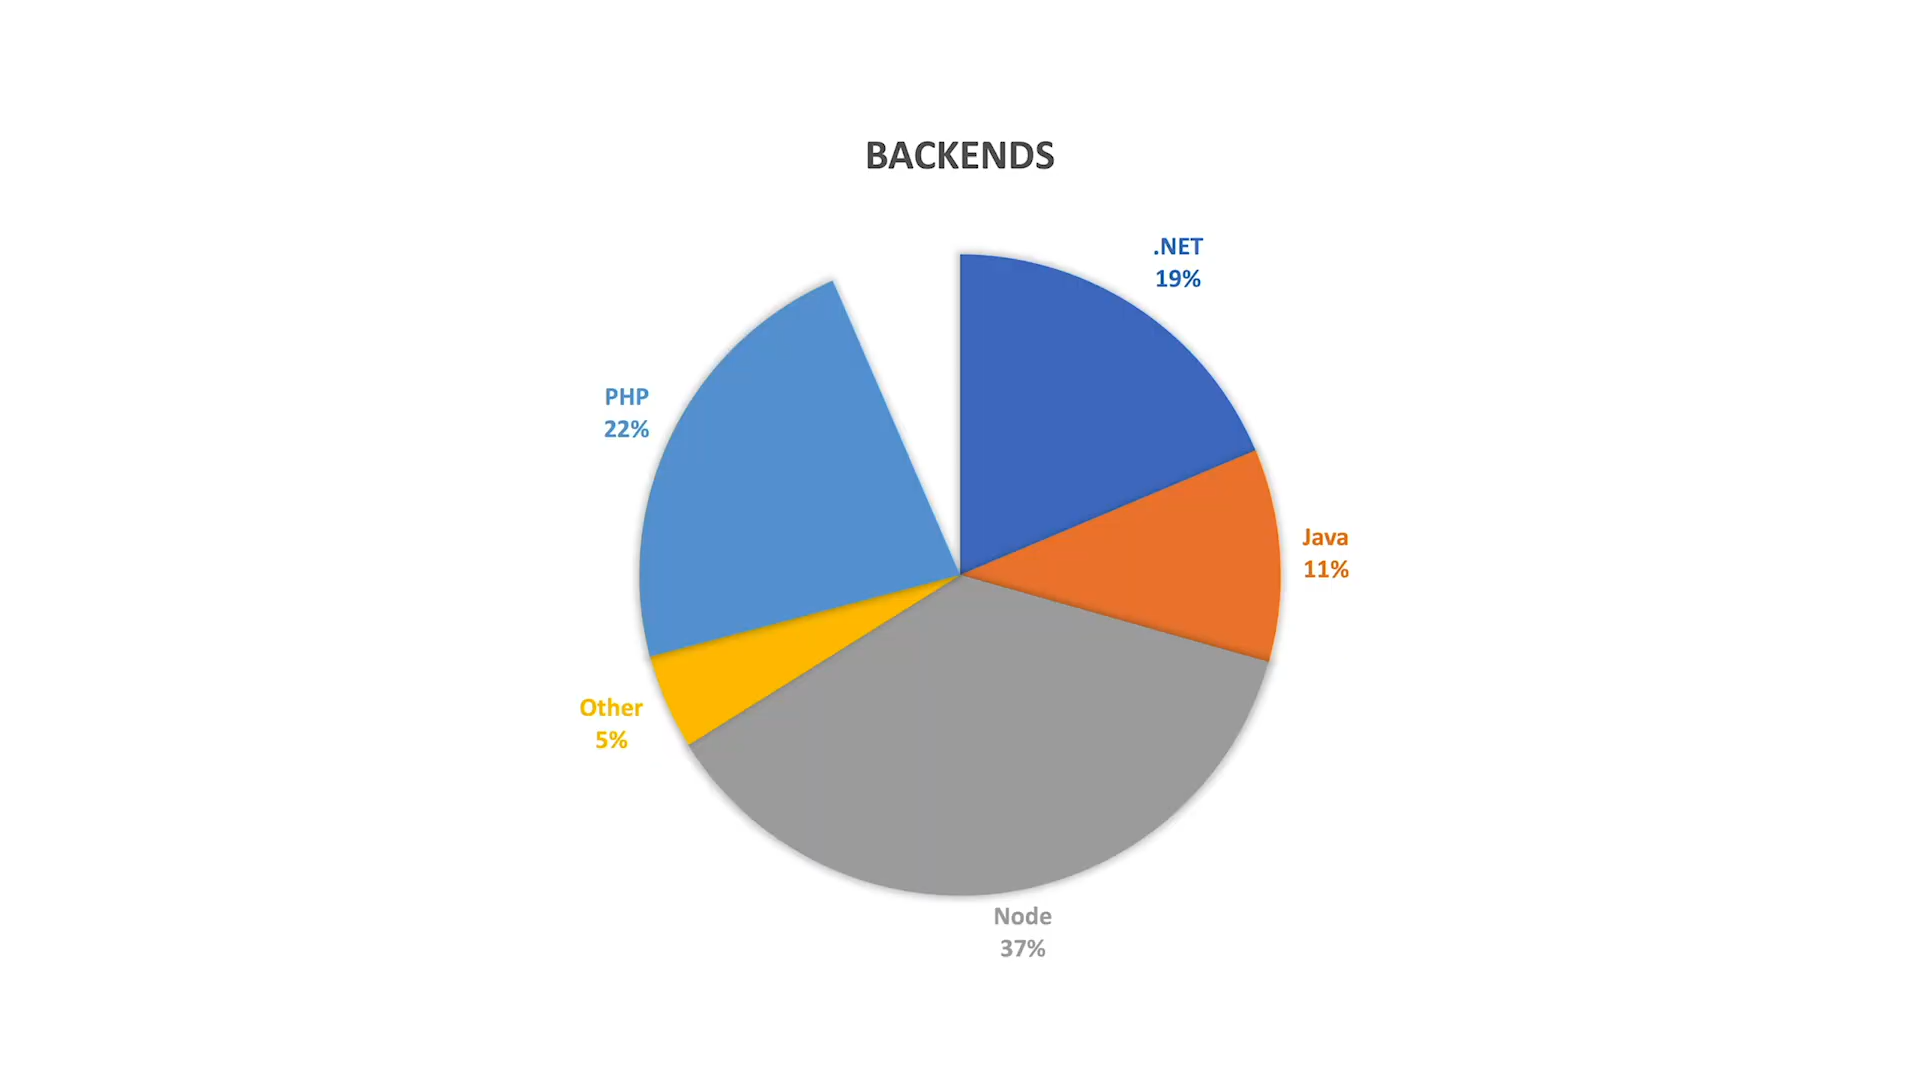 BACKENDS
.NET
19%
PHP
22%
Java
11%
Other
5%
Node
37%